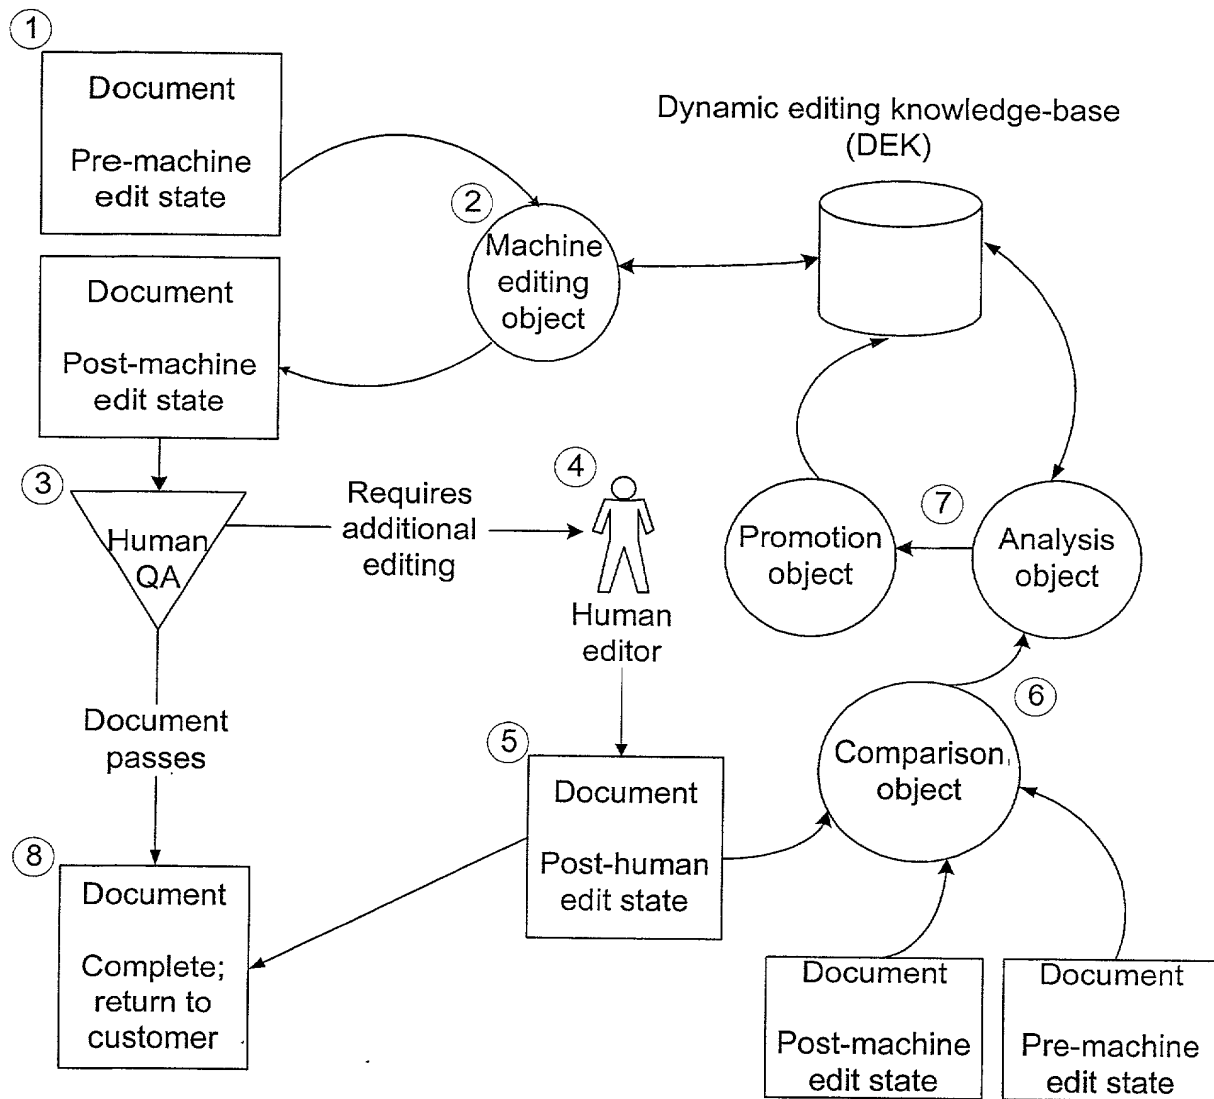 1
Document
Pre-machine
edit state
Dynamic editing knowledge-base
(DEK)
2
Machine
editing
object
Document
Post-machine
edit state
3
Human
QA
Requires
additional
editing
4
Human
editor
Promotion
object
7
Analysis
object
Document
passes
5
Document
Post-human
edit state
6
Comparison
object
8
Document
Complete;
return to
customer
Document
Post-machine
edit state
Document
Pre-machine
edit state